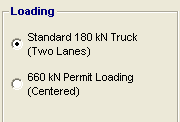 Loading
Standard 180 kN Truck
(Two Lanes)
660 kN Permit Loading
(Centered)